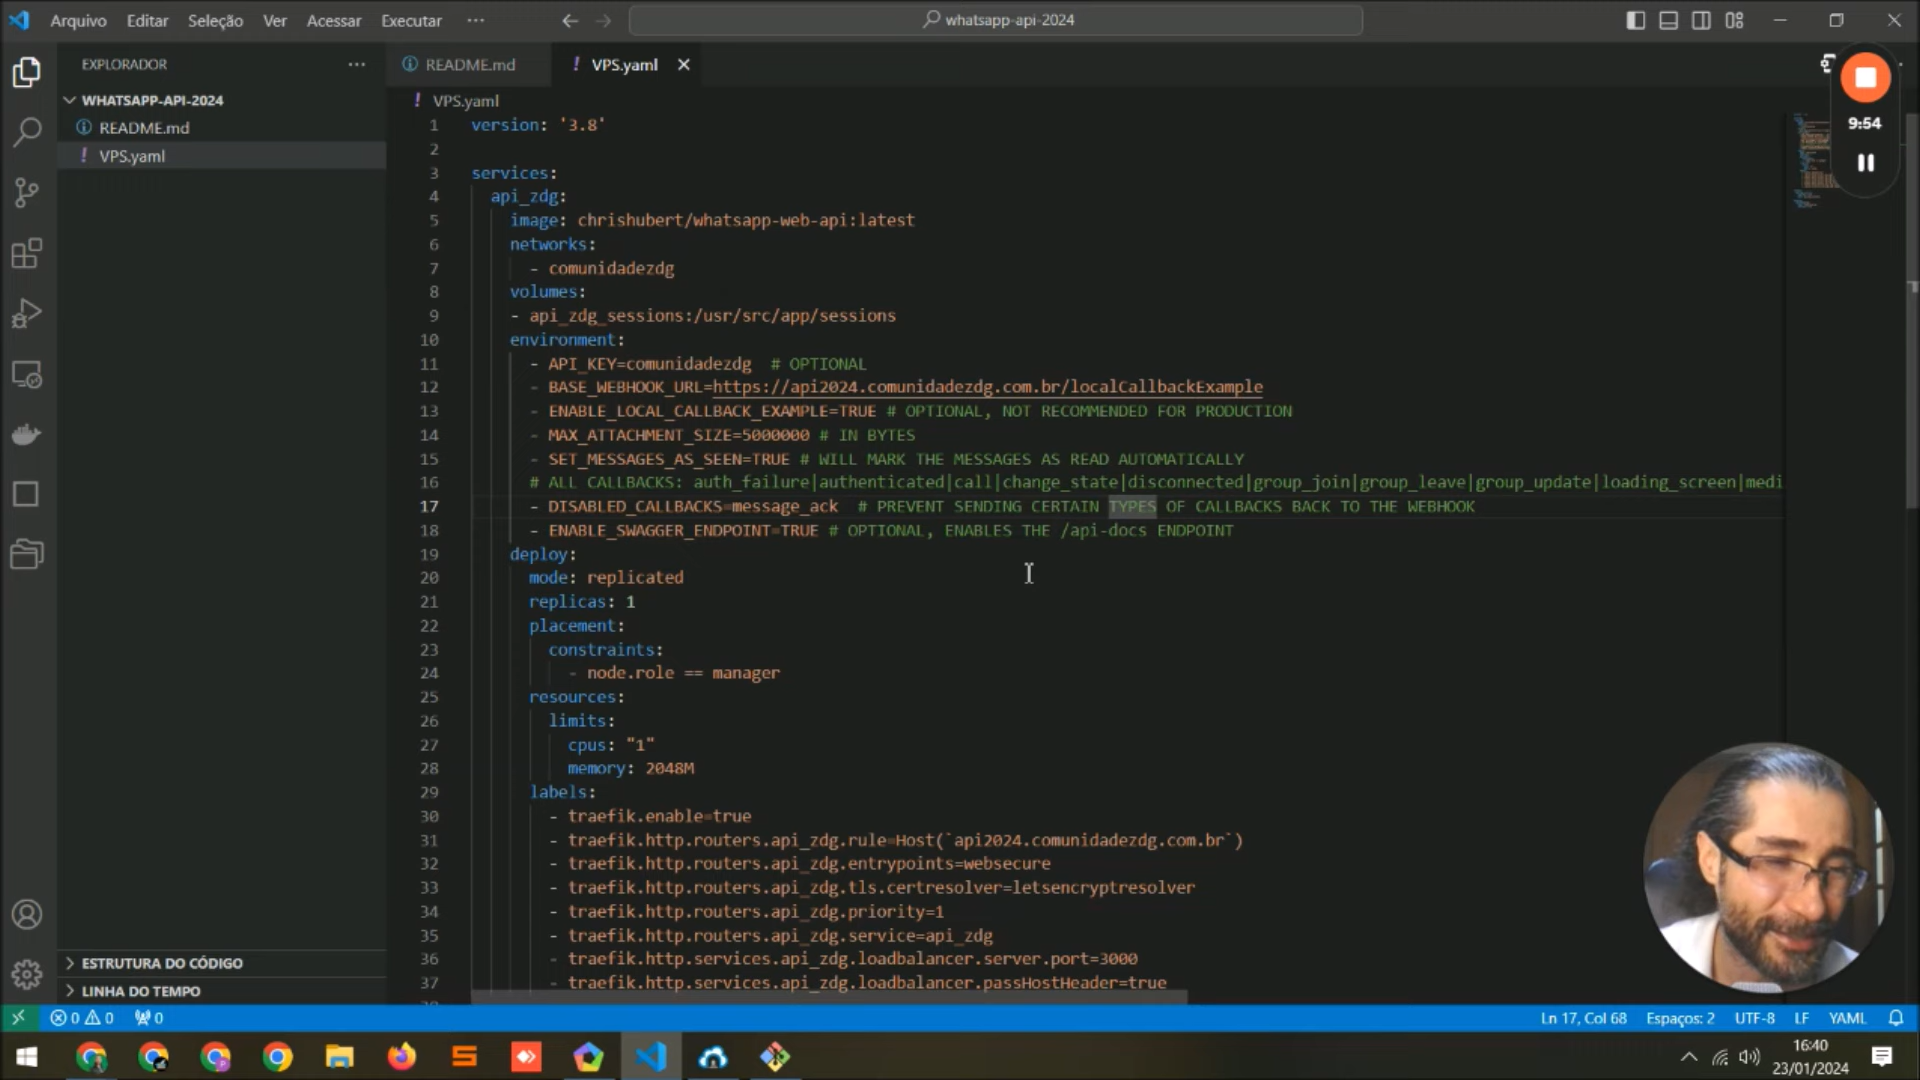 Arquivo Editar Seleção Ver Acessar Executar ··· whatsapp-api-2024
EXPLORADOR ···
README.md
VPS.yaml
WHATSAPP-API-2024
README.md
VPS.yaml
VPS.yaml
9:54
1 version: '3.8'
2
3 services:
4 api_zdg:
5 image: chrishubert/whatsapp-web-api:latest
6 networks:
7 - comunidadezdg
8 volumes:
9 - api_zdg_sessions:/usr/src/app/sessions
10 environment:
11 - API_KEY=comunidadezdg # OPTIONAL
12 - BASE_WEBHOOK_URL=https://api2024.comunidadezdg.com.br/localCallbackExample
13 - ENABLE_LOCAL_CALLBACK_EXAMPLE=TRUE # OPTIONAL, NOT RECOMMENDED FOR PRODUCTION
14 - MAX_ATTACHMENT_SIZE=5000000 # IN BYTES
15 - SET_MESSAGES_AS_SEEN=TRUE # WILL MARK THE MESSAGES AS READ AUTOMATICALLY
16 # ALL CALLBACKS: auth_failure|authenticated|call|change_state|disconnected|group_join|group_leave|group_update|loading_screen|medi
17 - DISABLED_CALLBACKS=message_ack # PREVENT SENDING CERTAIN TYPES OF CALLBACKS BACK TO THE WEBHOOK
18 - ENABLE_SWAGGER_ENDPOINT=TRUE # OPTIONAL, ENABLES THE /api-docs ENDPOINT
19 deploy:
20 mode: replicated
21 replicas: 1
22 placement:
23 constraints:
24 - node.role == manager
25 resources:
26 limits:
27 cpus: "1"
28 memory: 2048M
29 labels:
30 - traefik.enable=true
31 - traefik.http.routers.api_zdg.rule=Host(`api2024.comunidadezdg.com.br`)
32 - traefik.http.routers.api_zdg.entrypoints=websecure
33 - traefik.http.routers.api_zdg.tls.certresolver=letsencryptresolver
34 - traefik.http.routers.api_zdg.priority=1
35 - traefik.http.routers.api_zdg.service=api_zdg
36 - traefik.http.services.api_zdg.loadbalancer.server.port=3000
37 - traefik.http.services.api_zdg.loadbalancer.passHostHeader=true
ESTRUTURA DO CÓDIGO
LINHA DO TEMPO
0 0 0
Ln 17, Col 68 Espaços: 2 UTF-8 LF YAML
16:40
23/01/2024